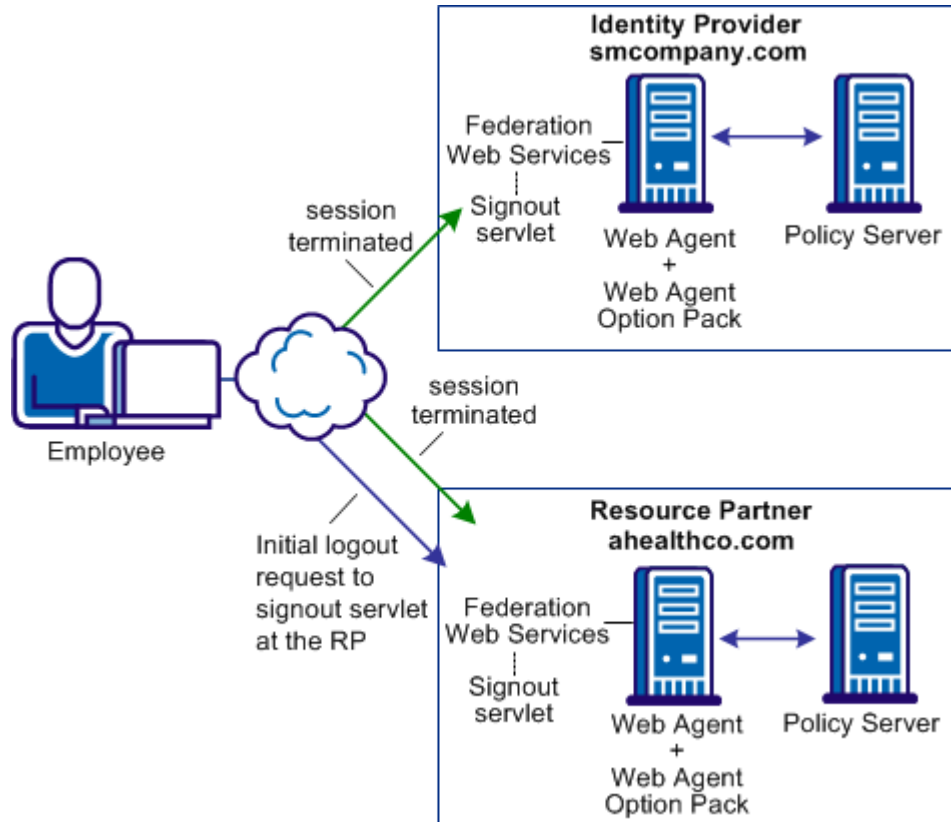 Identity Provider
smcompany.com
Federation
Web Services
Signout
servlet
Web Agent
+
Web Agent
Option Pack
Policy Server
session
terminated
Employee
session
terminated
Initial logout
request to
signout servlet
at the RP
Resource Partner
ahealthco.com
Federation
Web Services
Signout
servlet
Web Agent
+
Web Agent
Option Pack
Policy Server